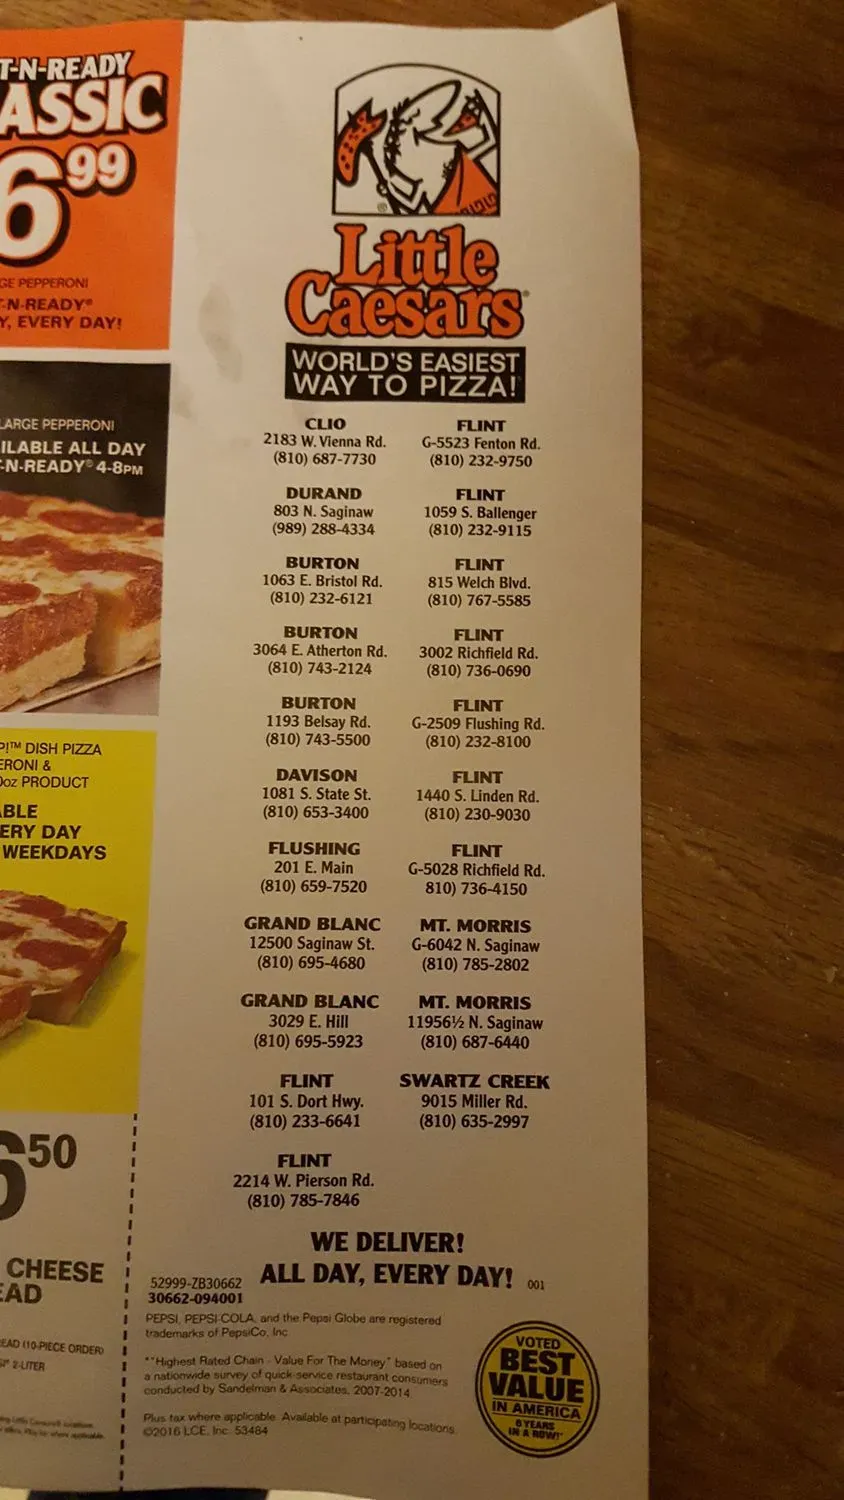 T-N-READY
ASSIC
6 99
GE PEPPERONI
T-N-READY®
Y, EVERY DAY!
LARGE PEPPERONI
ILABLE ALL DAY
-N-READY® 4-8PM
P!™ DISH PIZZA
ERONI &
0oz PRODUCT
ABLE
ERY DAY
WEEKDAYS
6 50
CHEESE
EAD
READ (10-PIECE ORDER)
2-LITER
Little
Caesars®
WORLD'S EASIEST
WAY TO PIZZA!
CLIO
2183 W. Vienna Rd.
(810) 687-7730
DURAND
803 N. Saginaw
(989) 288-4334
BURTON
1063 E. Bristol Rd.
(810) 232-6121
BURTON
3064 E. Atherton Rd.
(810) 743-2124
BURTON
1193 Belsay Rd.
(810) 743-5500
DAVISON
1081 S. State St.
(810) 653-3400
FLUSHING
201 E. Main
(810) 659-7520
GRAND BLANC
12500 Saginaw St.
(810) 695-4680
GRAND BLANC
3029 E. Hill
(810) 695-5923
FLINT
101 S. Dort Hwy.
(810) 233-6641
FLINT
2214 W. Pierson Rd.
(810) 785-7846
FLINT
G-5523 Fenton Rd.
(810) 232-9750
FLINT
1059 S. Ballenger
(810) 232-9115
FLINT
815 Welch Blvd.
(810) 767-5585
FLINT
3002 Richfield Rd.
(810) 736-0690
FLINT
G-2509 Flushing Rd.
(810) 232-8100
FLINT
1440 S. Linden Rd.
(810) 230-9030
FLINT
G-5028 Richfield Rd.
810) 736-4150
MT. MORRIS
G-6042 N. Saginaw
(810) 785-2802
MT. MORRIS
11956½ N. Saginaw
(810) 687-6440
SWARTZ CREEK
9015 Miller Rd.
(810) 635-2997
WE DELIVER!
ALL DAY, EVERY DAY!
001
52999-ZB30662
30662-094001
PEPSI, PEPSI-COLA, and the Pepsi Globe are registered
trademarks of PepsiCo, Inc.
*"Highest Rated Chain - Value For The Money" based on
a nationwide survey of quick-service restaurant consumers
conducted by Sandelman & Associates, 2007-2014
Plus tax where applicable. Available at participating locations.
©2016 LCE, Inc. 53484
VOTED
BEST
VALUE
IN AMERICA
8 YEARS
IN A ROW!*